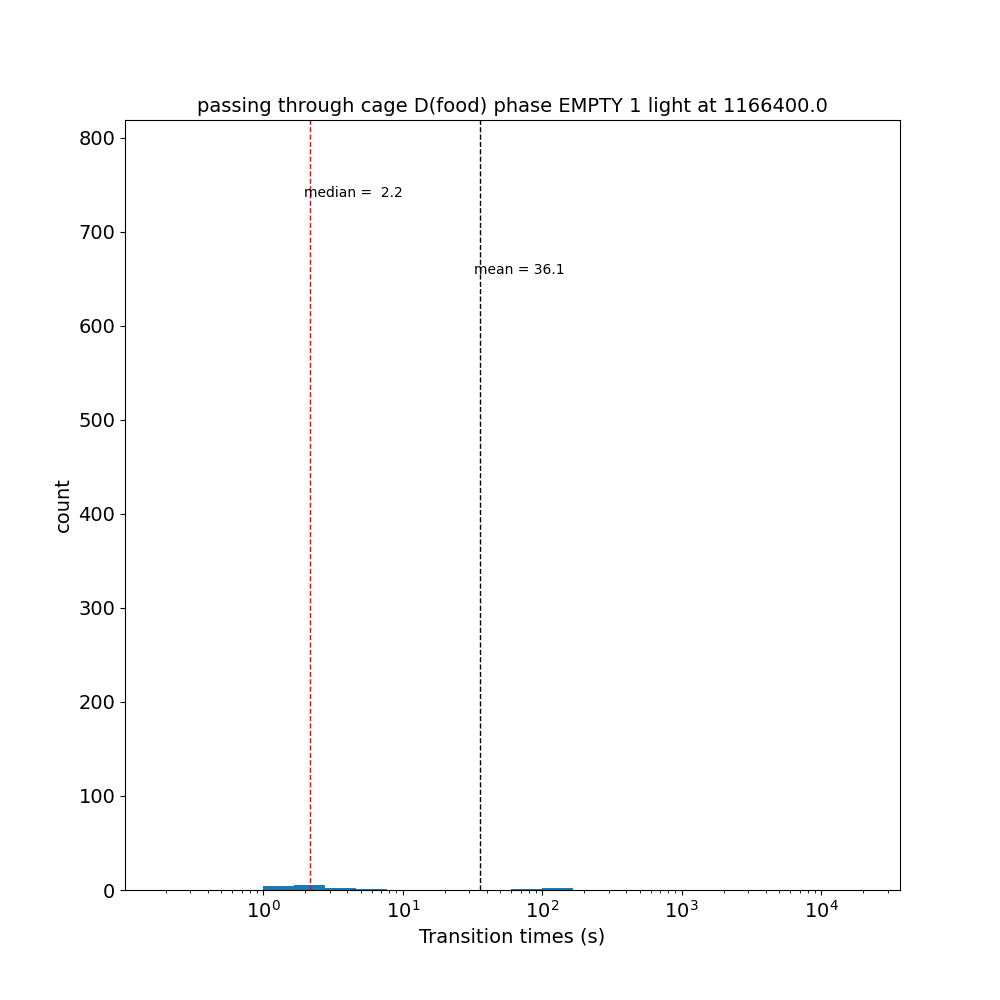 passing through cage D(food) phase EMPTY 1 light at 1166400.0
800
median =  2.2
700
mean = 36.1
600
500
count
400
300
200
100
0
10⁰ 10¹ 10² 10³ 10⁴
Transition times (s)